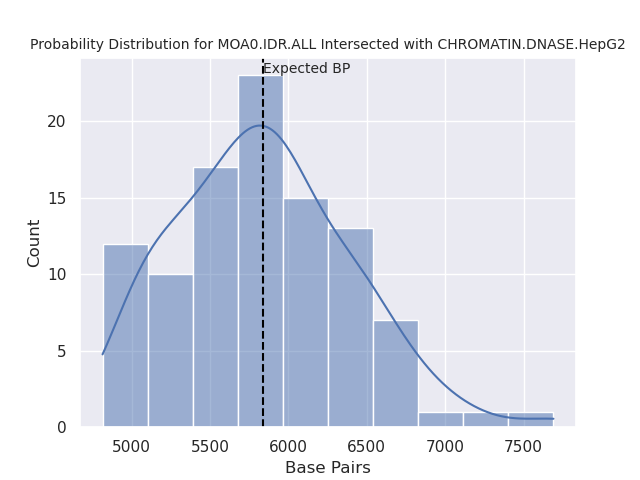 Probability Distribution for MOA0.IDR.ALL Intersected with CHROMATIN.DNASE.HepG2
Expected BP
20
15
10
5
0
Count
5000 5500 6000 6500 7000 7500
Base Pairs